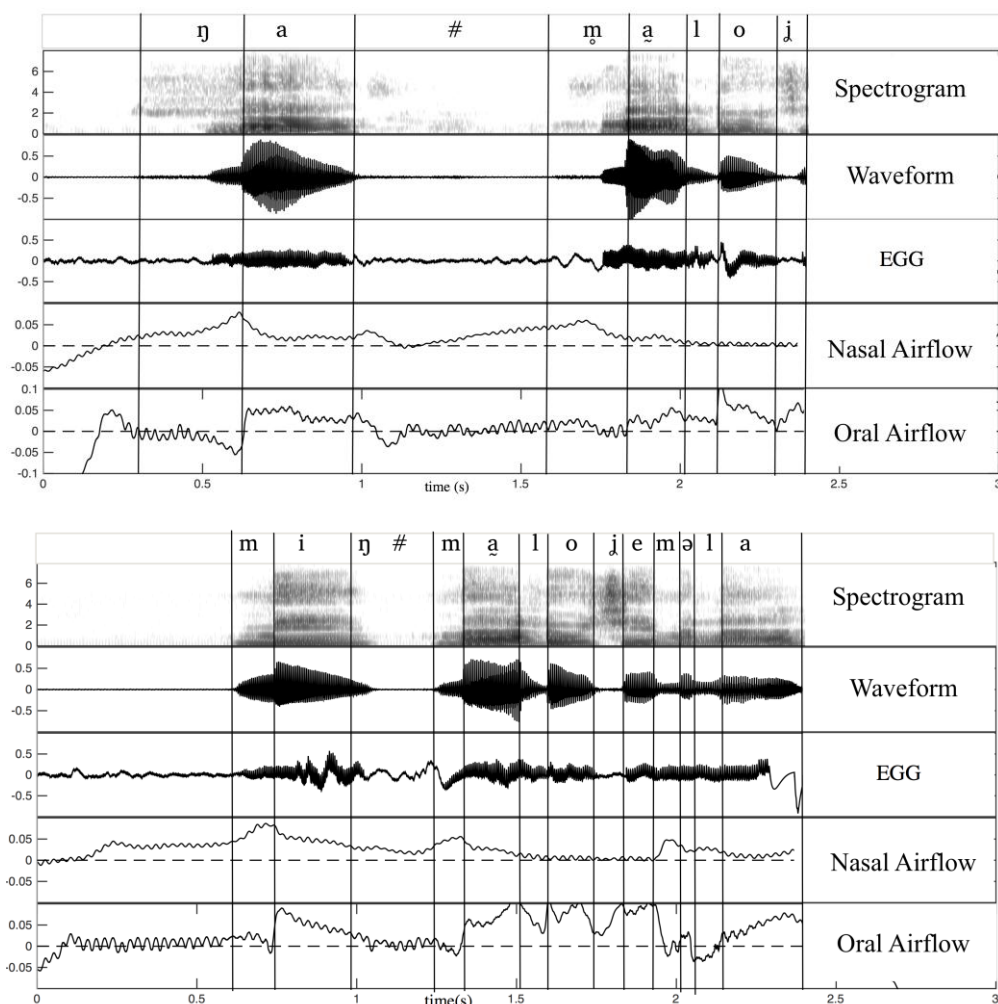 ŋ a # m̥ a̰ l o ʝ
6
4
2
0
Spectrogram
0.5
0
-0.5
Waveform
0.5
0
-0.5
EGG
0.05
0
-0.05
Nasal Airflow
0.1
0.05
0
-0.05
-0.1
Oral Airflow
0 0.5 1 1.5 2 2.5 3
time (s)
m i ŋ # m a̰ l o ʝ e m ə l a
6
4
2
0
Spectrogram
0.5
0
-0.5
Waveform
0.5
0
-0.5
EGG
0.05
0
-0.05
Nasal Airflow
0.05
0
-0.05
Oral Airflow
0 0.5 1 1.5 2 2.5 3
time(s)